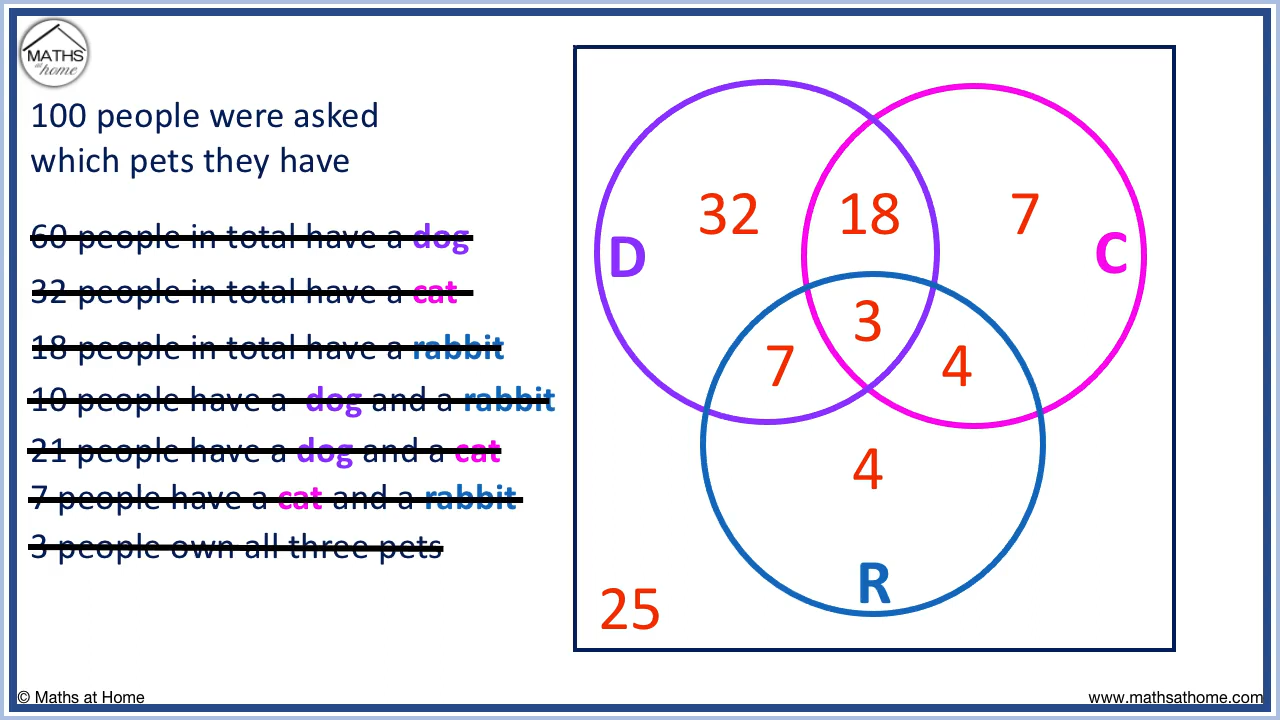 MATHS
at
home
100 people were asked
which pets they have
60 people in total have a dog
32 people in total have a cat
18 people in total have a rabbit
10 people have a dog and a rabbit
21 people have a dog and a cat
7 people have a cat and a rabbit
3 people own all three pets
32
18
7
D
C
3
7
4
4
R
25
© Maths at Home
www.mathsathome.com